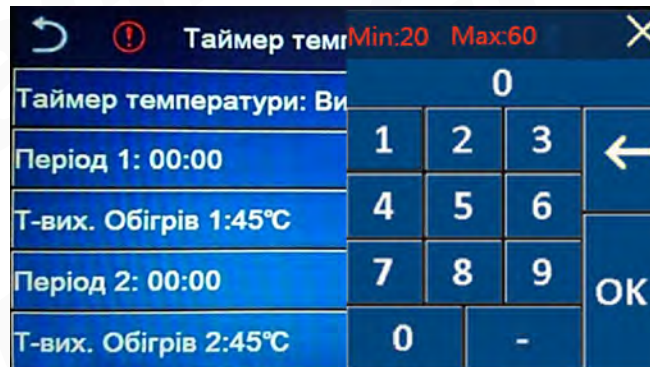 Таймер темп
Таймер температури: Ви
Період 1: 00:00
Т-вих. Обігрів 1:45℃
Період 2: 00:00
Т-вих. Обігрів 2:45℃
Min:20 Max:60
0
1 2 3
4 5 6
7 8 9
OK
0 -